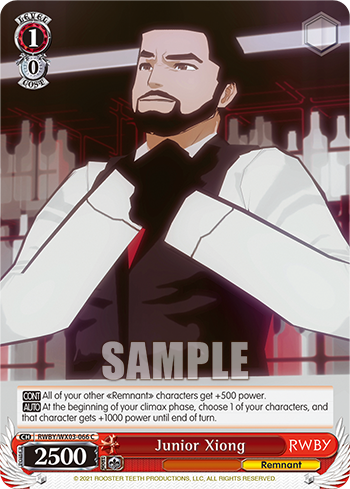 LEVEL
1
0
COST
SAMPLE
CONT All of your other «Remnant» characters get +500 power.
AUTO At the beginning of your climax phase, choose 1 of your characters, and
that character gets +1000 power until end of turn.
CH RWBY/WX03-066 C
Junior Xiong
RWBY
POWER
2500
Remnant
© 2021 ROOSTER TEETH PRODUCTIONS, LLC, ALL RIGHTS RESERVED.